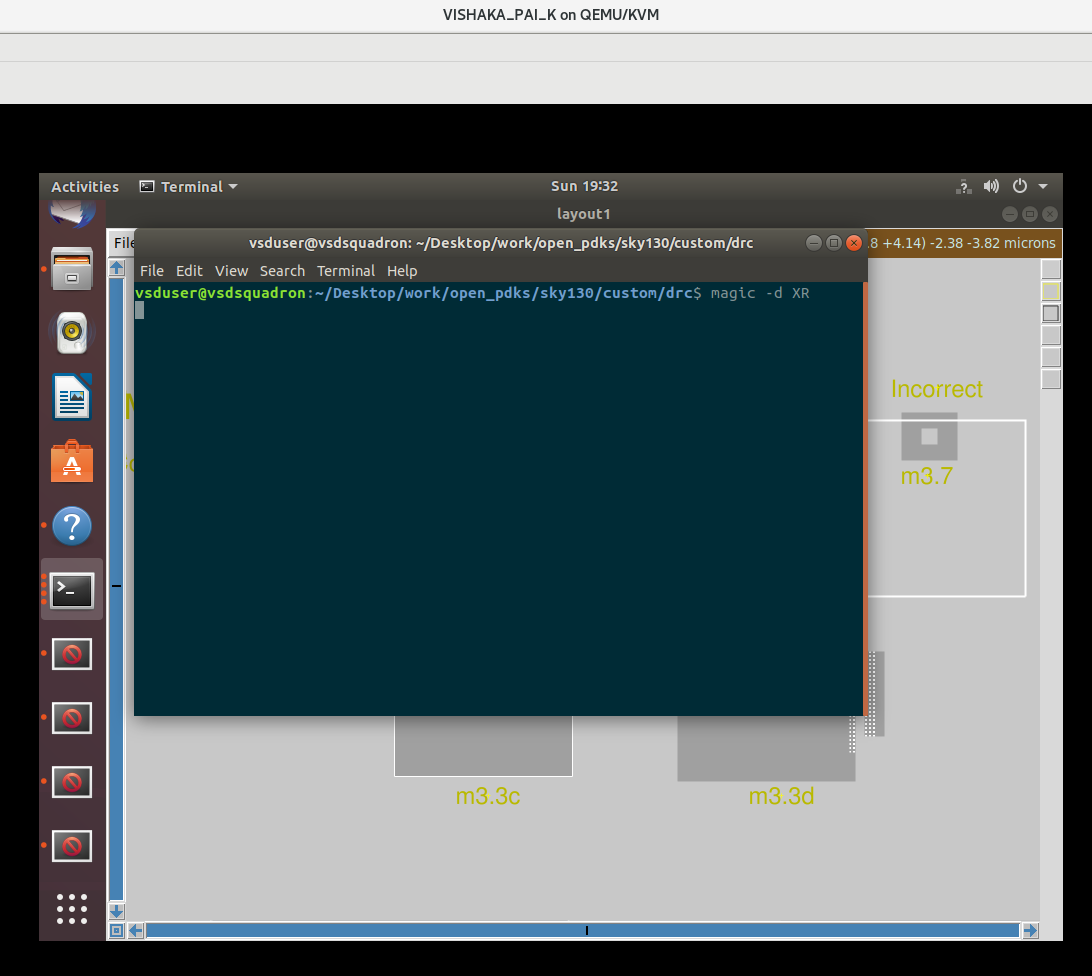 VISHAKA_PAI_K on QEMU/KVM
Activities Terminal Sun 19:32
layout1
File
vsduser@vsdsquadron: ~/Desktop/work/open_pdks/sky130/custom/drc
.8 +4.14) -2.38 -3.82 microns
File Edit View Search Terminal Help
vsduser@vsdsquadron:~/Desktop/work/open_pdks/sky130/custom/drc$ magic -d XR
Incorrect
m3.7
m3.3c
m3.3d